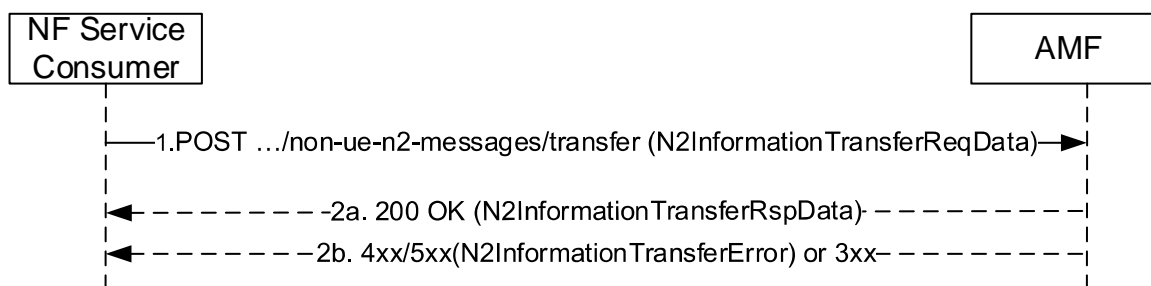 NF Service
Consumer
AMF
1.POST …/non-ue-n2-messages/transfer (N2InformationTransferReqData)
2a. 200 OK (N2InformationTransferRspData)
2b. 4xx/5xx(N2InformationTransferError) or 3xx